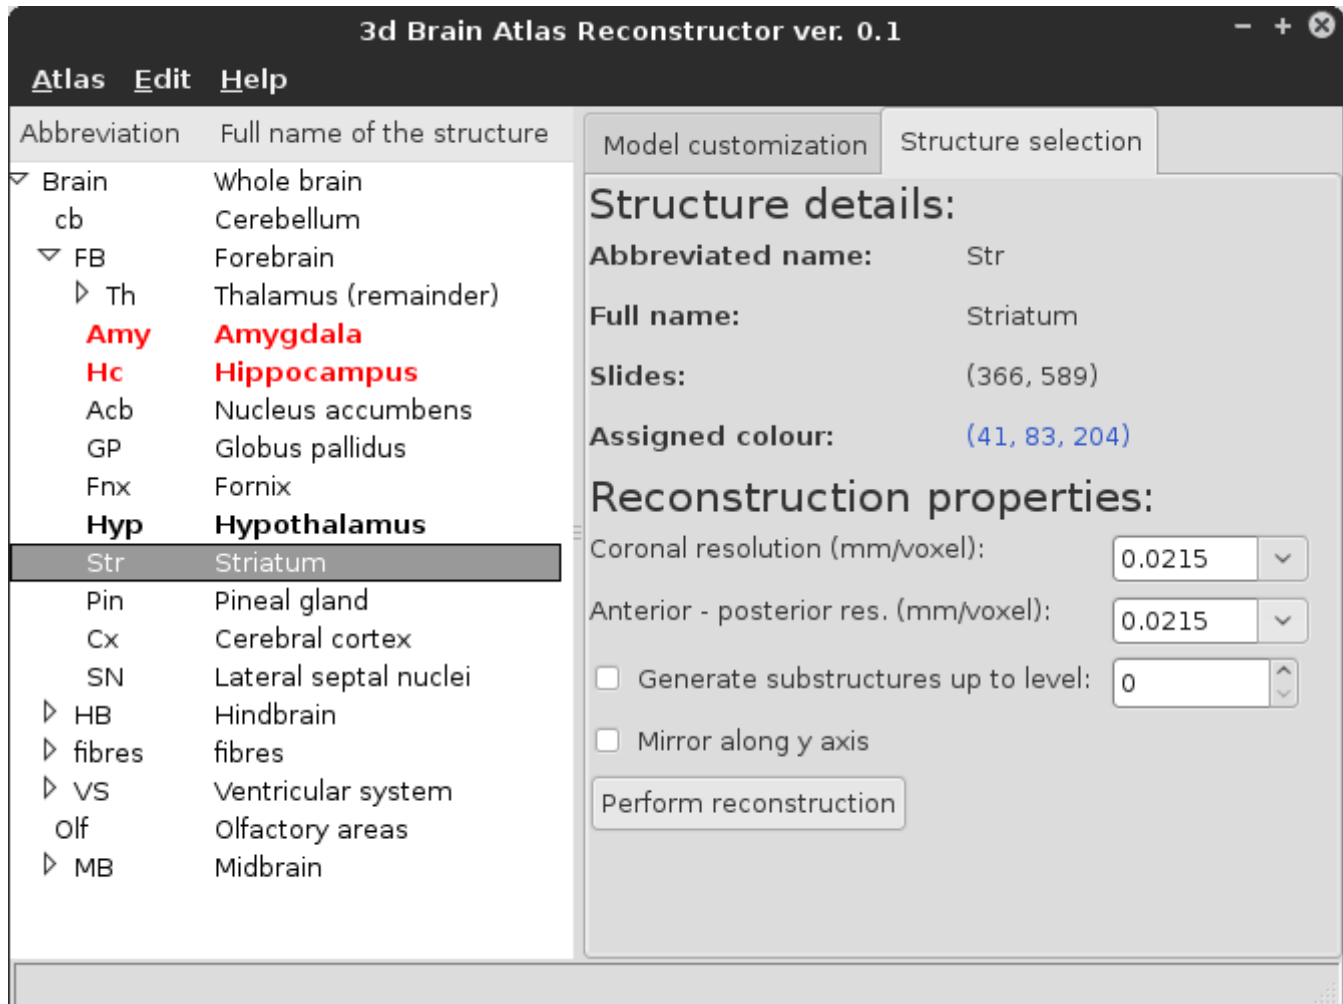 3d Brain Atlas Reconstructor ver. 0.1
Atlas Edit Help
Abbreviation Full name of the structure
Brain Whole brain
cb Cerebellum
FB Forebrain
Th Thalamus (remainder)
Amy Amygdala
Hc Hippocampus
Acb Nucleus accumbens
GP Globus pallidus
Fnx Fornix
Hyp Hypothalamus
Str Striatum
Pin Pineal gland
Cx Cerebral cortex
SN Lateral septal nuclei
HB Hindbrain
fibres fibres
VS Ventricular system
Olf Olfactory areas
MB Midbrain
Model customization Structure selection
Structure details:
Abbreviated name: Str
Full name: Striatum
Slides: (366, 589)
Assigned colour: (41, 83, 204)
Reconstruction properties:
Coronal resolution (mm/voxel): 0.0215
Anterior - posterior res. (mm/voxel): 0.0215
Generate substructures up to level: 0
Mirror along y axis
Perform reconstruction